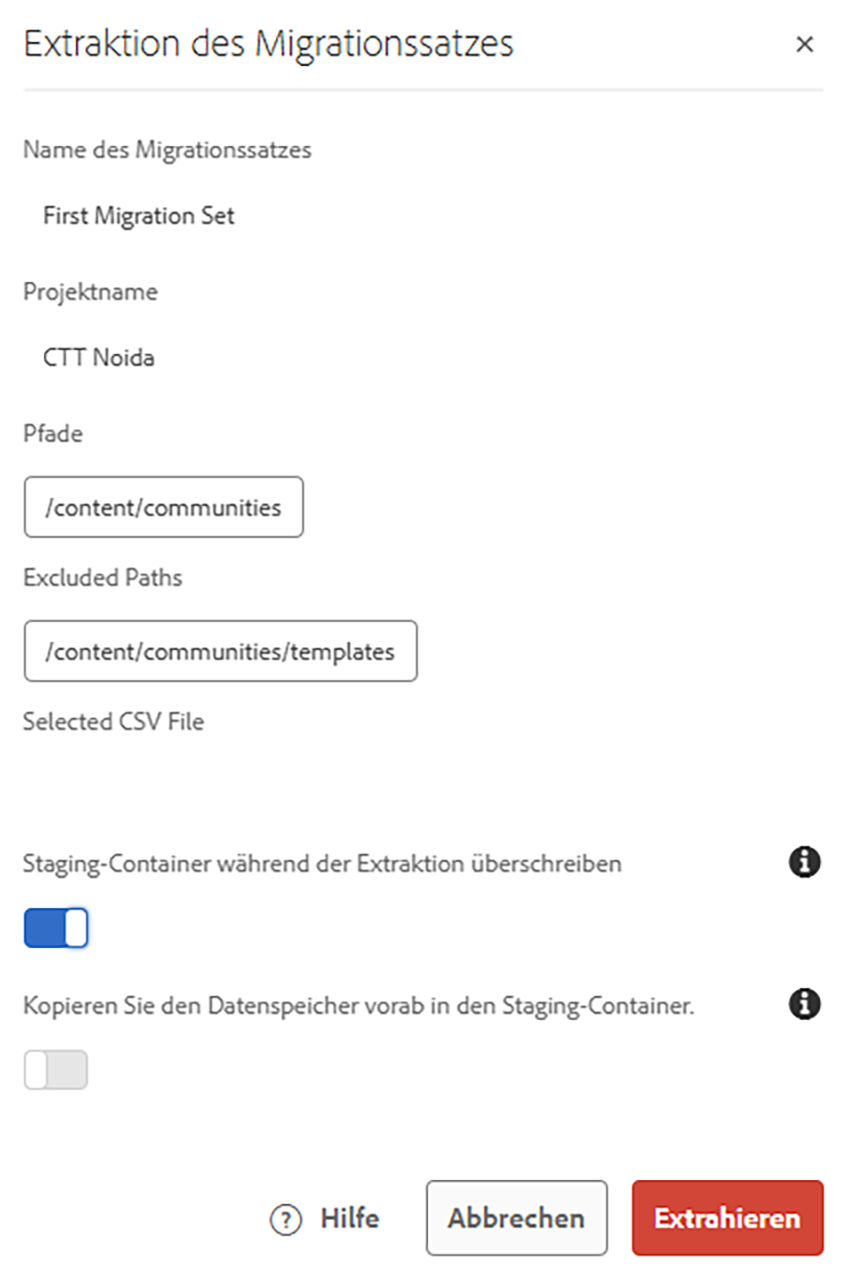 Extraktion des Migrationssatzes
Name des Migrationssatzes
First Migration Set
Projektname
CTT Noida
Pfade
/content/communities
Excluded Paths
/content/communities/templates
Selected CSV File
Staging-Container während der Extraktion überschreiben
Kopieren Sie den Datenspeicher vorab in den Staging-Container.
Hilfe Abbrechen Extrahieren